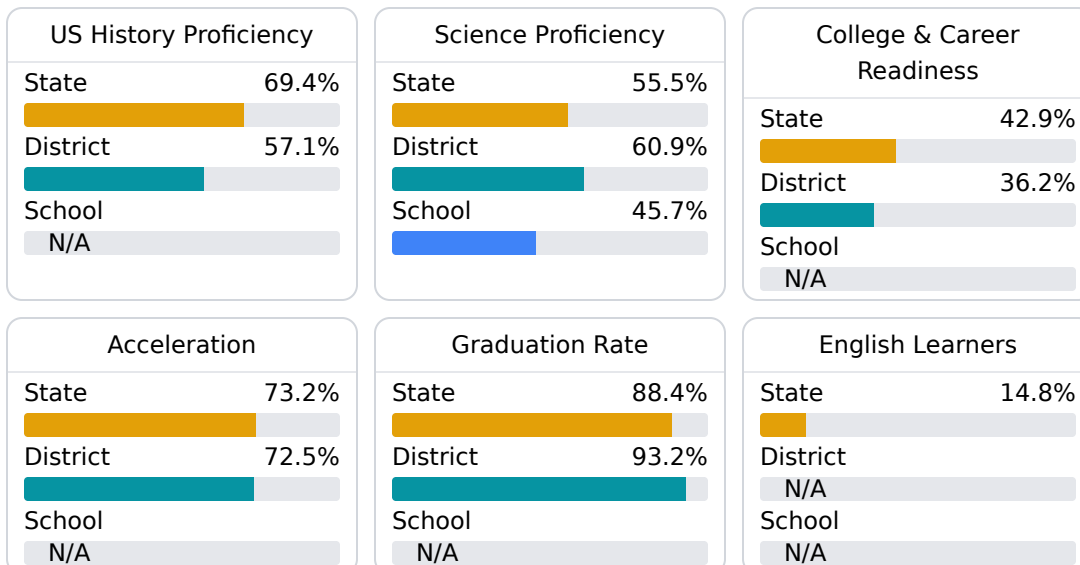 US History Proficiency
State 69.4%
District 57.1%
School
N/A
Science Proficiency
State 55.5%
District 60.9%
School 45.7%
College & Career
Readiness
State 42.9%
District 36.2%
School
N/A
Acceleration
State 73.2%
District 72.5%
School
N/A
Graduation Rate
State 88.4%
District 93.2%
School
N/A
English Learners
State 14.8%
District
N/A
School
N/A